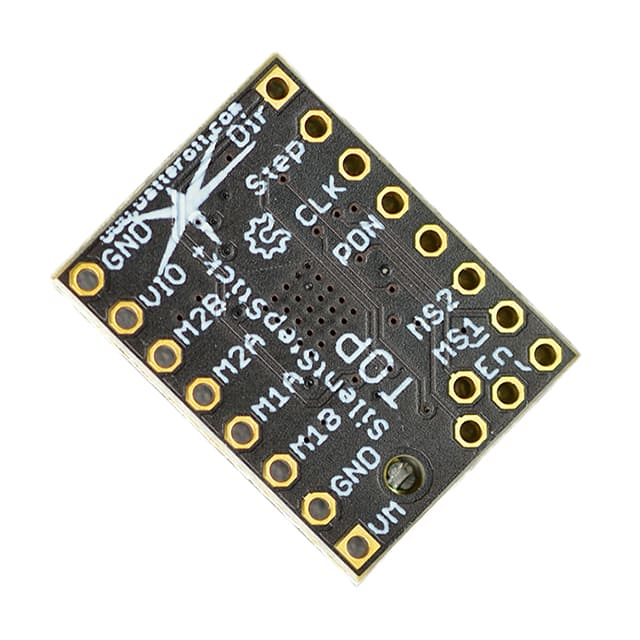 www.watterott.com
Dir
Step
CLK
PDN
MS2
MS1
En
GND
VIO
M2B
M2A
M1A
M1B
GND
VM
SilentStepStick+
TOP